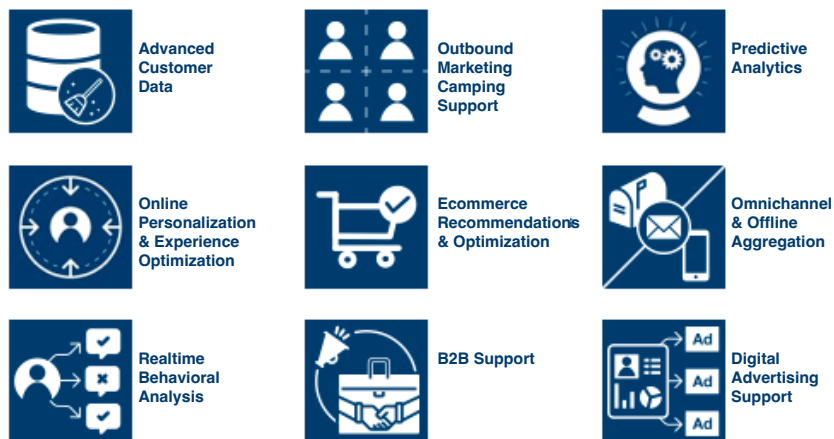 Advanced
Customer
Data
Outbound
Marketing
Camping
Support
Predictive
Analytics
Online
Personalization
& Experience
Optimization
Ecommerce
Recommendations
& Optimization
Omnichannel
& Offline
Aggregation
Realtime
Behavioral
Analysis
B2B Support
Ad
Ad
Ad
Digital
Advertising
Support